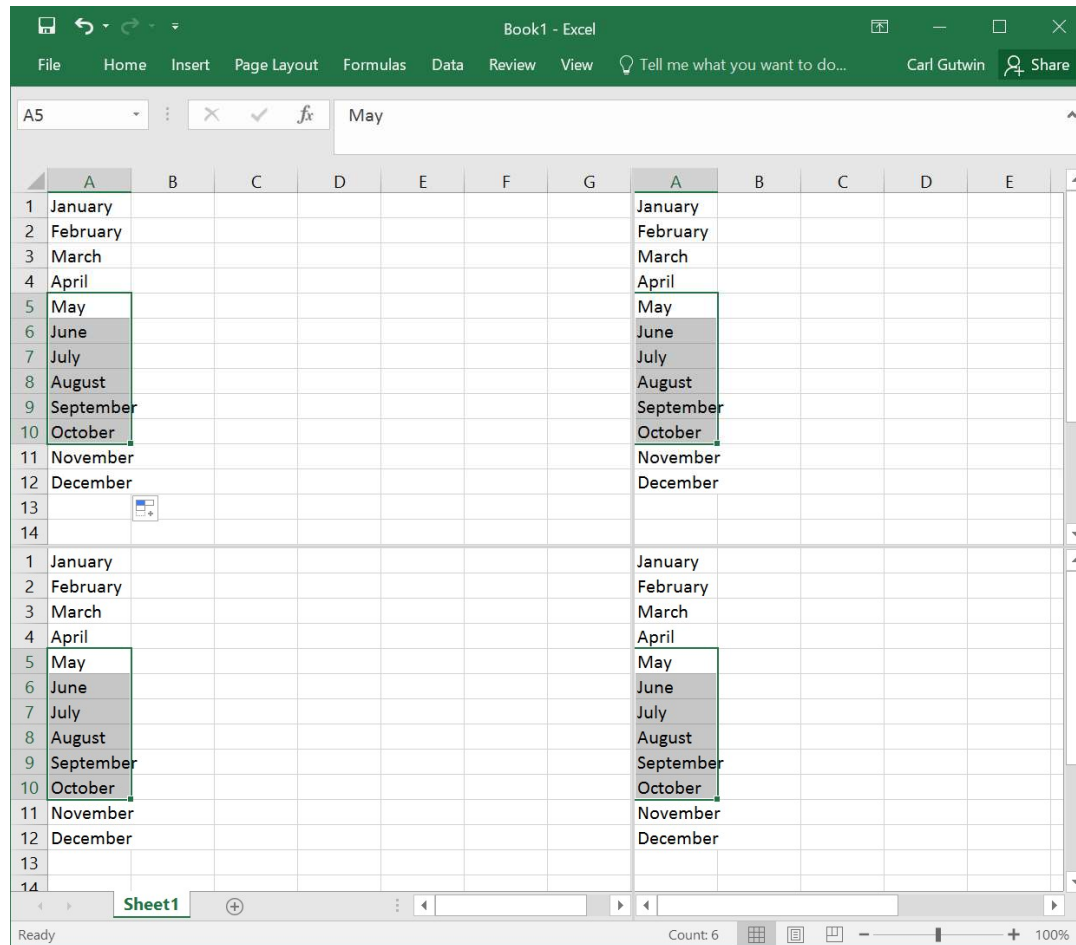 Book1 - Excel
File Home Insert Page Layout Formulas Data Review View Tell me what you want to do... Carl Gutwin Share
A5 fx May
A B C D E F G A B C D E
1 January January
2 February February
3 March March
4 April April
5 May May
6 June June
7 July July
8 August August
9 September September
10 October October
11 November November
12 December December
13
14
1 January January
2 February February
3 March March
4 April April
5 May May
6 June June
7 July July
8 August August
9 September September
10 October October
11 November November
12 December December
13
14
Sheet1
Ready Count: 6 100%